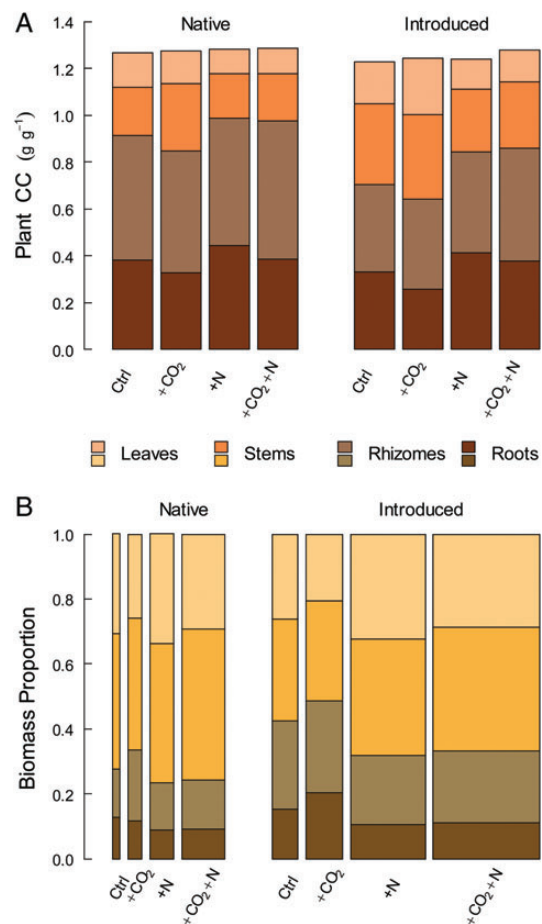 A
Native
Introduced
Plant CC (g g⁻¹)
1.4
1.2
1.0
0.8
0.6
0.4
0.2
0.0
Ctrl
+CO₂
+N
+CO₂+N
Ctrl
+CO₂
+N
+CO₂+N
Leaves Stems Rhizomes Roots
B
Native
Introduced
Biomass Proportion
1.0
0.8
0.6
0.4
0.2
0.0
Ctrl
+CO₂
+N
+CO₂+N
Ctrl
+CO₂
+N
+CO₂+N